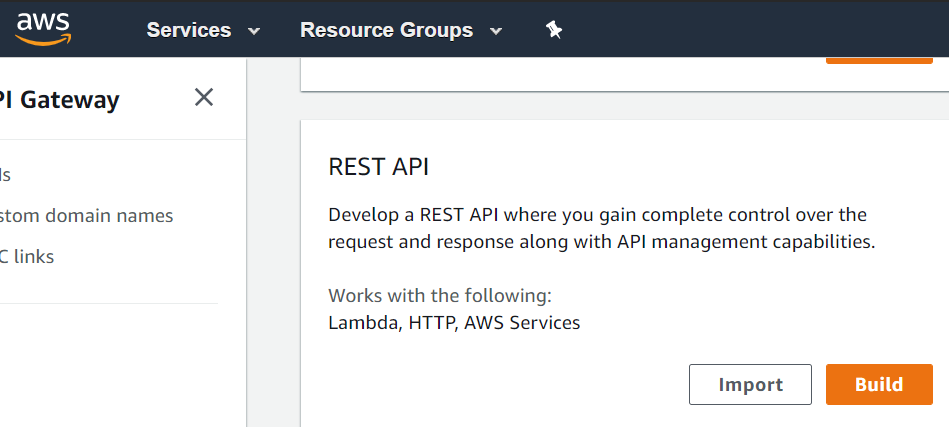 aws
Services
Resource Groups
PI Gateway
Is
stom domain names
C links
REST API
Develop a REST API where you gain complete control over the
request and response along with API management capabilities.
Works with the following:
Lambda, HTTP, AWS Services
Import
Build